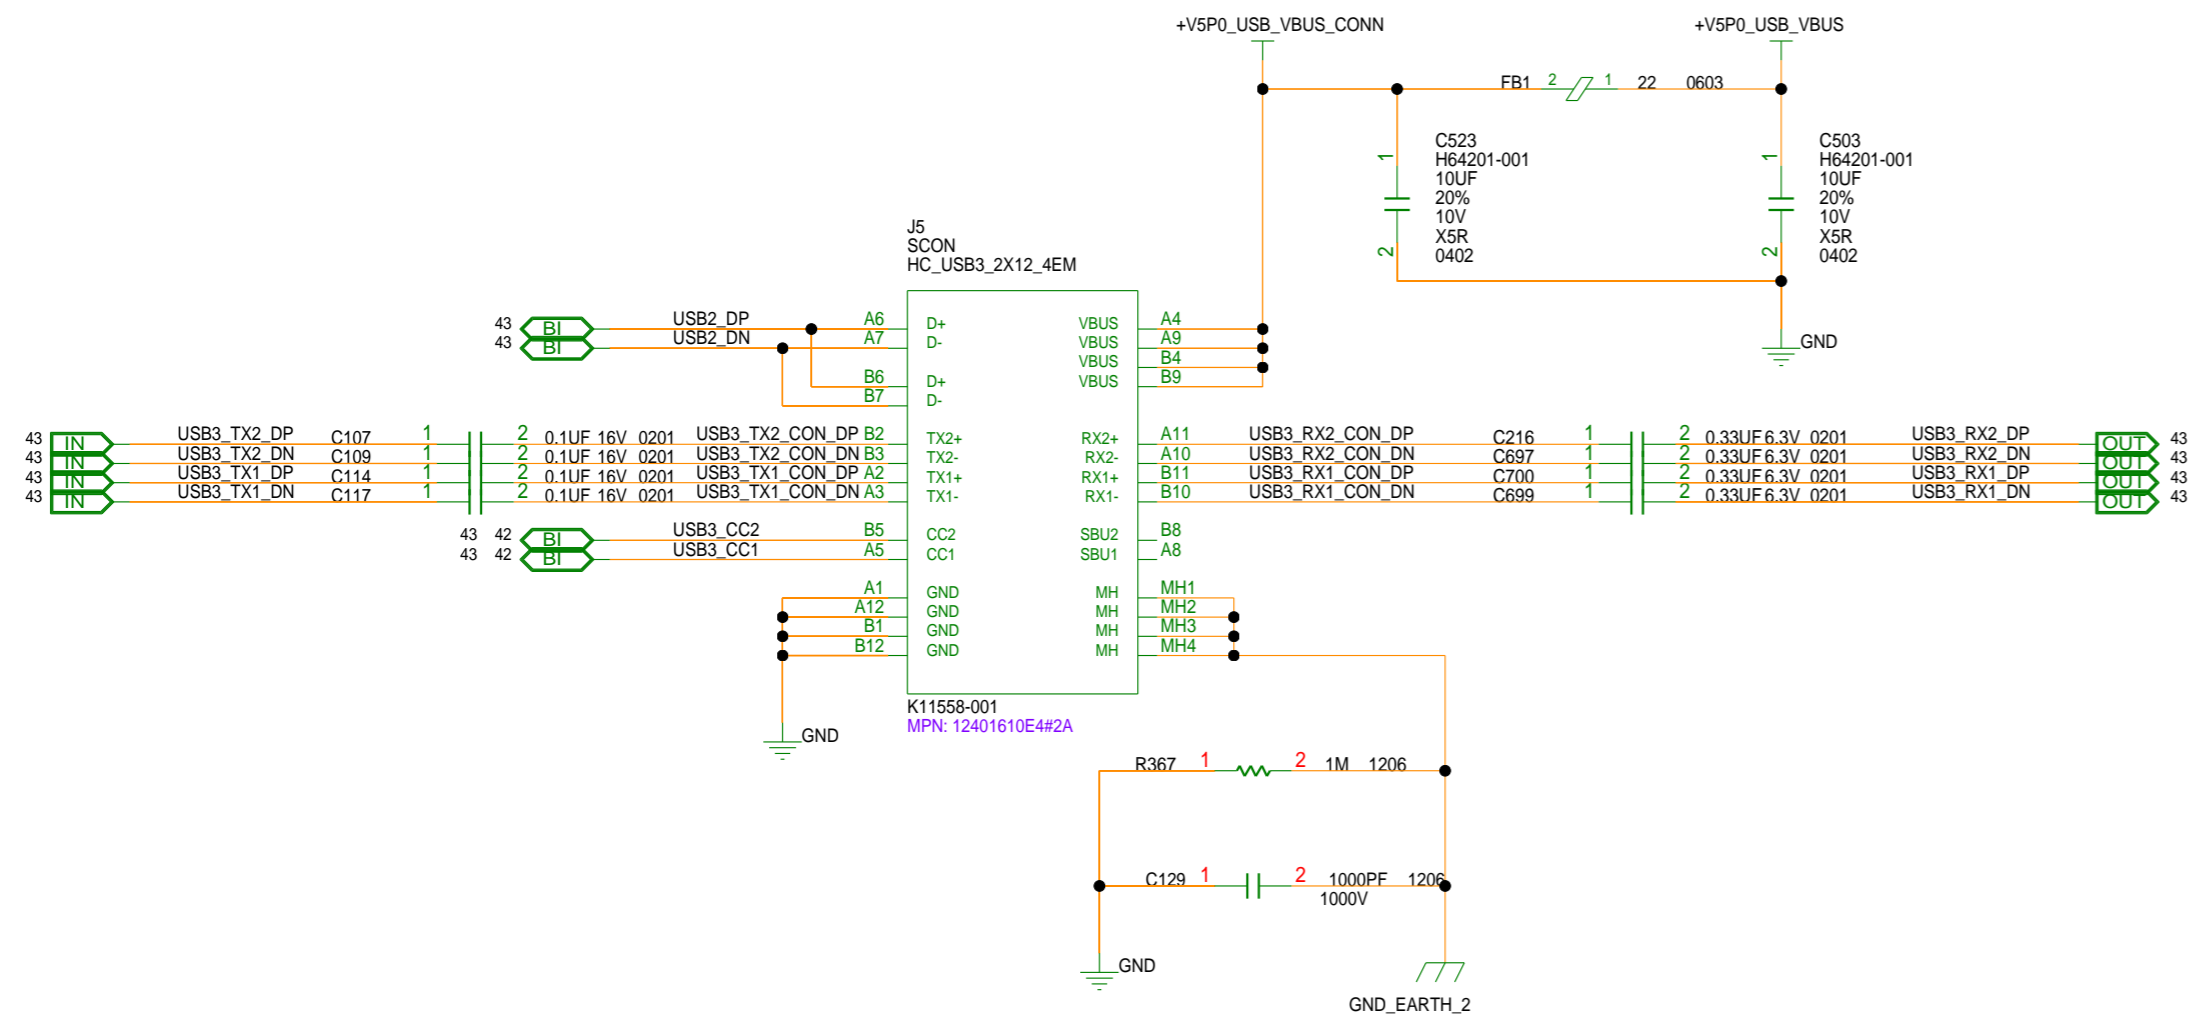 +V5P0_USB_VBUS_CONN
+V5P0_USB_VBUS
FB1 2 1 22 0603
1
C523
H64201-001
10UF
20%
10V
X5R
0402
2
1
C503
H64201-001
10UF
20%
10V
X5R
0402
2
GND
J5
SCON
HC_USB3_2X12_4EM
43 BI USB2_DP A6 D+ VBUS A4
43 BI USB2_DN A7 D- VBUS A9
VBUS B4
B6 D+ VBUS B9
B7 D-
43 IN USB3_TX2_DP C107 1 2 0.1UF 16V 0201 USB3_TX2_CON_DP B2 TX2+ RX2+ A11 USB3_RX2_CON_DP C216 1 2 0.33UF 6.3V 0201 USB3_RX2_DP OUT 43
43 IN USB3_TX2_DN C109 1 2 0.1UF 16V 0201 USB3_TX2_CON_DN B3 TX2- RX2- A10 USB3_RX2_CON_DN C697 1 2 0.33UF 6.3V 0201 USB3_RX2_DN OUT 43
43 IN USB3_TX1_DP C114 1 2 0.1UF 16V 0201 USB3_TX1_CON_DP A2 TX1+ RX1+ B11 USB3_RX1_CON_DP C700 1 2 0.33UF 6.3V 0201 USB3_RX1_DP OUT 43
43 IN USB3_TX1_DN C117 1 2 0.1UF 16V 0201 USB3_TX1_CON_DN A3 TX1- RX1- B10 USB3_RX1_CON_DN C699 1 2 0.33UF 6.3V 0201 USB3_RX1_DN OUT 43
43 42 BI USB3_CC2 B5 CC2 SBU2 B8
43 42 BI USB3_CC1 A5 CC1 SBU1 A8
A1 GND MH MH1
A12 GND MH MH2
B1 GND MH MH3
B12 GND MH MH4
K11558-001
MPN: 12401610E4#2A
GND
R367 1 2 1M 1206
C129 1 2 1000PF 1206
1000V
GND
GND_EARTH_2